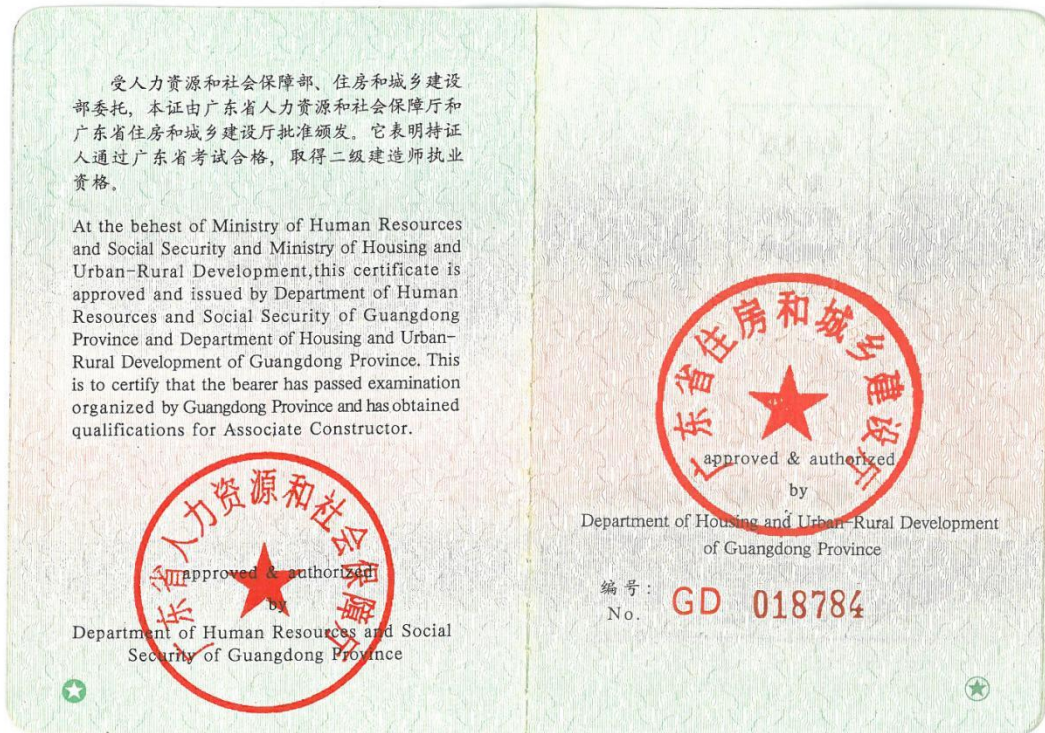 受人力资源和社会保障部、住房和城乡建设
部委托，本证由广东省人力资源和社会保障厅和
广东省住房和城乡建设厅批准颁发。它表明持证
人通过广东省考试合格，取得二级建造师执业
资格。
At the behest of Ministry of Human Resources
and Social Security and Ministry of Housing and
Urban-Rural Development,this certificate is
approved and issued by Department of Human
Resources and Social Security of Guangdong
Province and Department of Housing and Urban-
Rural Development of Guangdong Province. This
is to certify that the bearer has passed examination
organized by Guangdong Province and has obtained
qualifications for Associate Constructor.
广东省人力资源和社会保障厅
approved & authorized
by
Department of Human Resources and Social
Security of Guangdong Province
广东省住房和城乡建设厅
approved & authorized
by
Department of Housing and Urban-Rural Development
of Guangdong Province
编号:
No. GD 018784